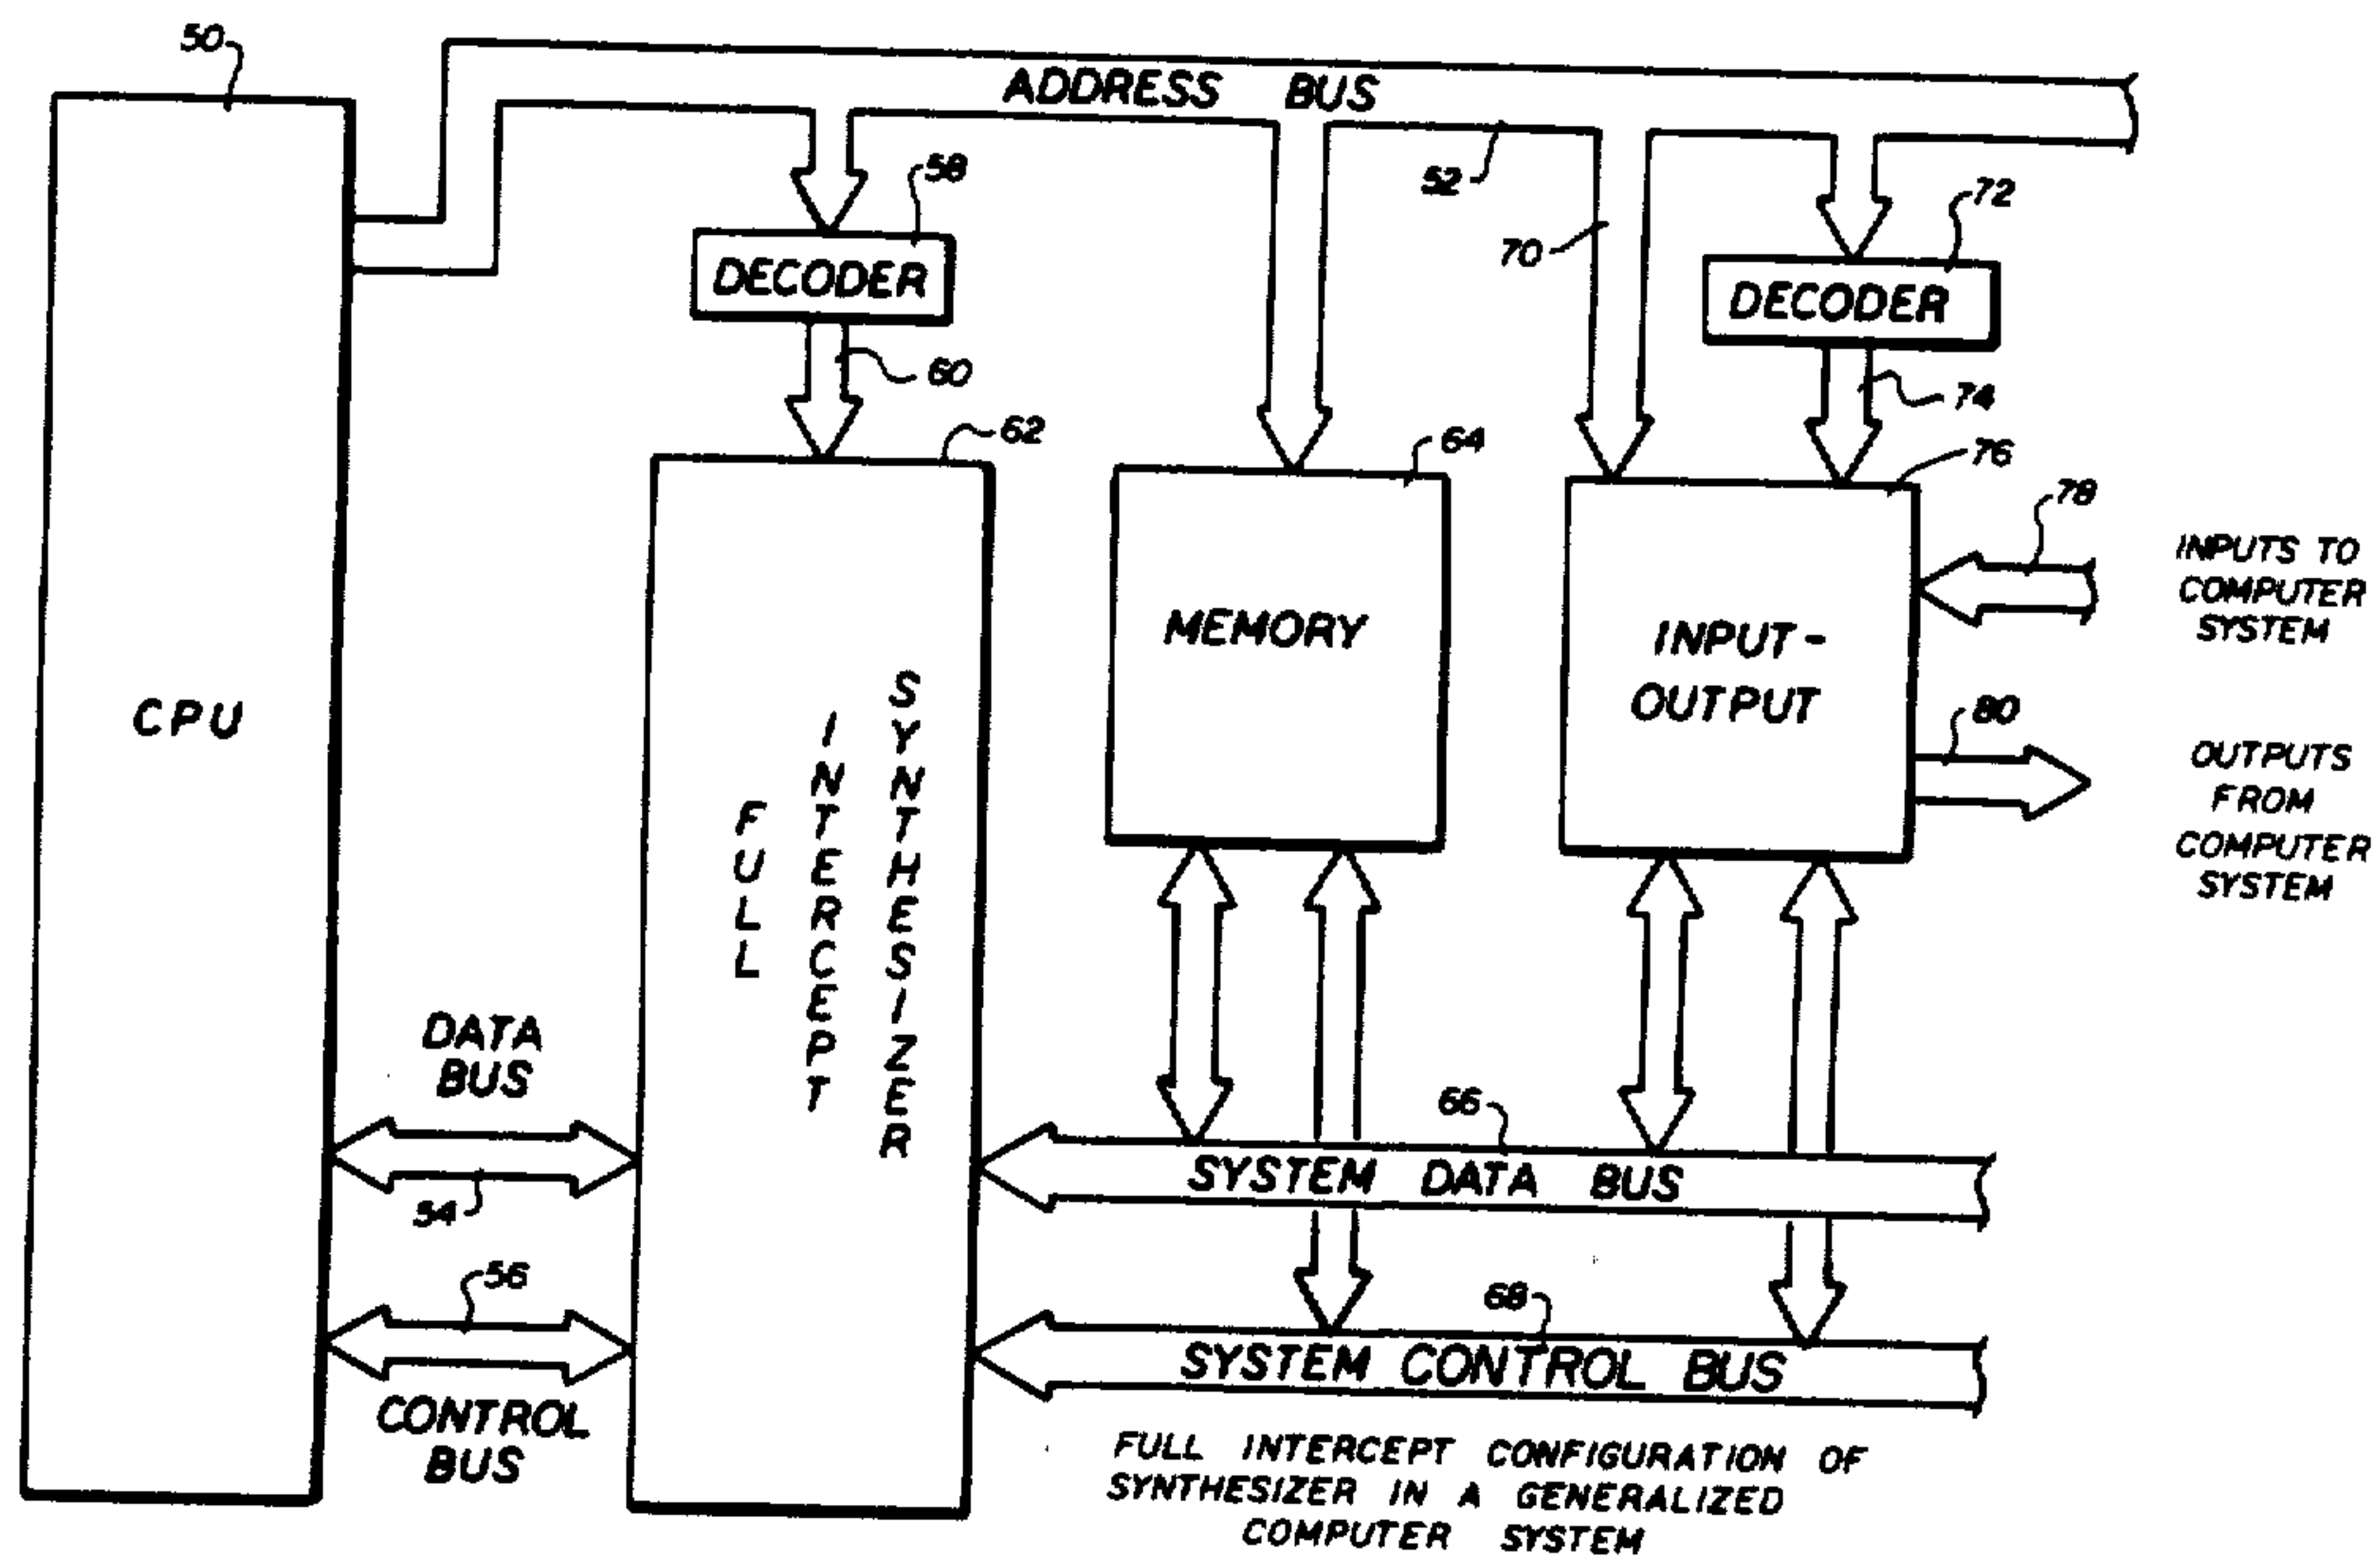 50
ADDRESS BUS
58
52
72
70
DECODER
DECODER
60
74
62
64
76
78
INPUTS TO
COMPUTER
SYSTEM
MEMORY
INPUT-
OUTPUT
CPU
FULL
INTERCEPT
SYNTHESIZER
80
OUTPUTS
FROM
COMPUTER
SYSTEM
DATA
BUS
66
SYSTEM DATA BUS
54
56
68
SYSTEM CONTROL BUS
CONTROL
BUS
FULL INTERCEPT CONFIGURATION OF
SYNTHESIZER IN A GENERALIZED
COMPUTER SYSTEM